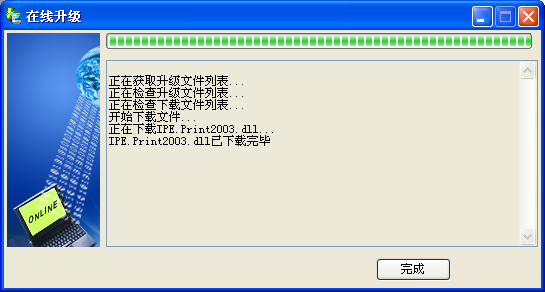 在线升级
正在获取升级文件列表...
正在检查升级文件列表...
正在检查下载文件列表...
开始下载文件...
正在下载IPE.Print2003.dll...
IPE.Print2003.dll已下载完毕
ONLINE
完成